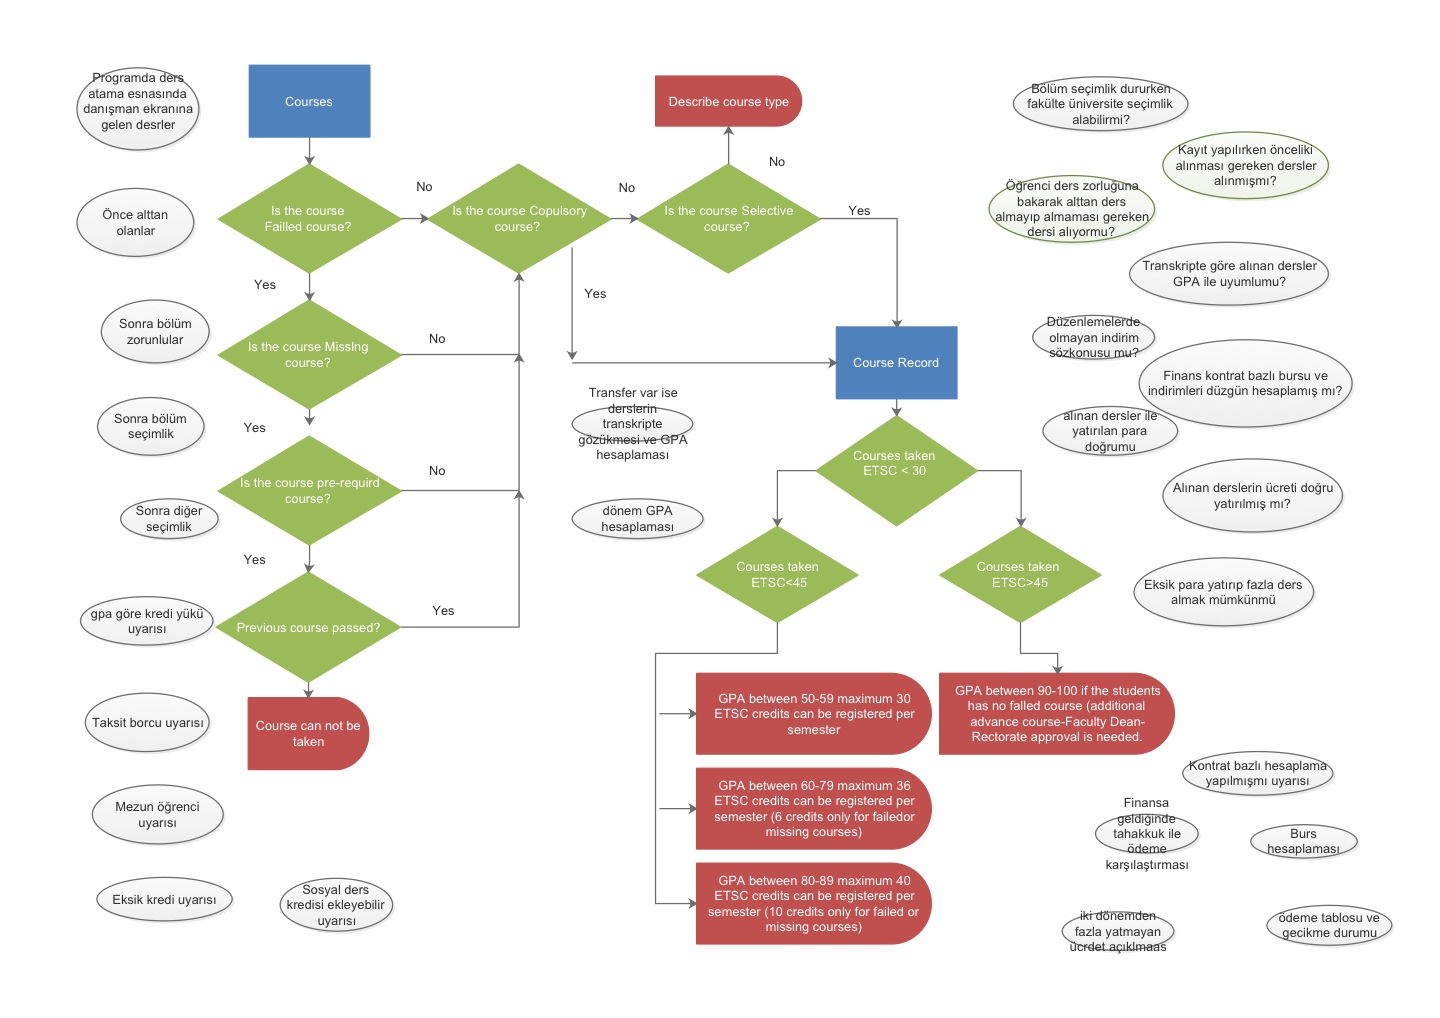 Programda ders
atama esnasında
danışman ekranına
gelen desrler
Courses
Describe course type
Bölüm seçimlik dururken
fakülte üniversite seçimlik
alabilirmi?
Kayıt yapılırken önceliki
alınması gereken dersler
alınmışmı?
Öğrenci ders zorluğuna
bakarak alttan ders
almayıp almaması gereken
dersi alıyormu?
Önce alttan
olanlar
Is the course
Failled course?
No
Is the course Copulsory
course?
No
Is the course Selective
course?
No
Yes
Yes
Yes
Transkripte göre alınan dersler
GPA ile uyumlumu?
Sonra bölüm
zorunlular
Is the course MissIng
course?
No
Yes
Course Record
Düzenlemelerde
olmayan indirim
sözkonusu mu?
Finans kontrat bazlı bursu ve
indirimleri düzgün hesaplamış mı?
Sonra bölüm
seçimlik
Transfer var ise
derslerin
transkripte
gözükmesi ve GPA
hesaplaması
alınan dersler ile
yatırılan para
doğrumu
Is the course pre-requird
course?
No
Yes
Courses taken
ETSC < 30
Alınan derslerin ücreti doğru
yatırılmış mı?
Sonra diğer
seçimlik
dönem GPA
hesaplaması
Courses taken
ETSC<45
Courses taken
ETSC>45
Eksik para yatırıp fazla ders
almak mümkünmü
gpa göre kredi yükü
uyarısı
Previous course passed?
Yes
Taksit borcu uyarısı
Course can not be
taken
GPA between 50-59 maximum 30
ETSC credits can be registered per
semester
GPA between 90-100 if the students
has no falled course (additional
advance course-Faculty Dean-
Rectorate approval is needed.
Mezun öğrenci
uyarısı
GPA between 60-79 maximum 36
ETSC credits can be registered per
semester (6 credits only for failedor
missing courses)
Kontrat bazlı hesaplama
yapılmışmı uyarısı
Finansa
geldiğinde
tahakkuk ile
ödeme
karşılaştırması
Burs
hesaplaması
Eksik kredi uyarısı
Sosyal ders
kredisi ekleyebilir
uyarısı
GPA between 80-89 maximum 40
ETSC credits can be registered per
semester (10 credits only for failed or
missing courses)
iki dönemden
fazla yatmayan
ücrdet açıklmaas
ödeme tablosu ve
gecikme durumu